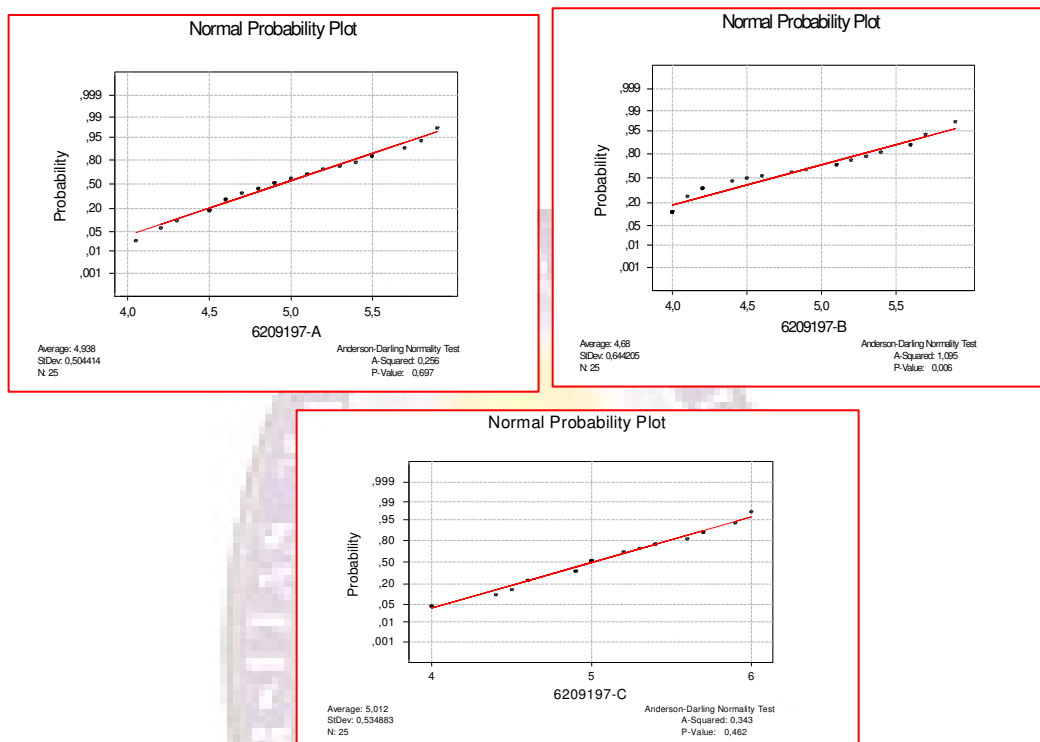 Normal Probability Plot
,999
,99
,95
,80
,50
,20
,05
,01
,001
Probability
4,0 4,5 5,0 5,5
6209197-A
Average: 4,938
StDev: 0,504414
N: 25
Anderson-Darling Normality Test
A-Squared: 0,256
P-Value: 0,697
Normal Probability Plot
,999
,99
,95
,80
,50
,20
,05
,01
,001
Probability
4,0 4,5 5,0 5,5
6209197-B
Average: 4,68
StDev: 0,644205
N: 25
Anderson-Darling Normality Test
A-Squared: 1,095
P-Value: 0,006
Normal Probability Plot
,999
,99
,95
,80
,50
,20
,05
,01
,001
Probability
4 5 6
6209197-C
Average: 5,012
StDev: 0,534883
N: 25
Anderson-Darling Normality Test
A-Squared: 0,343
P-Value: 0,462